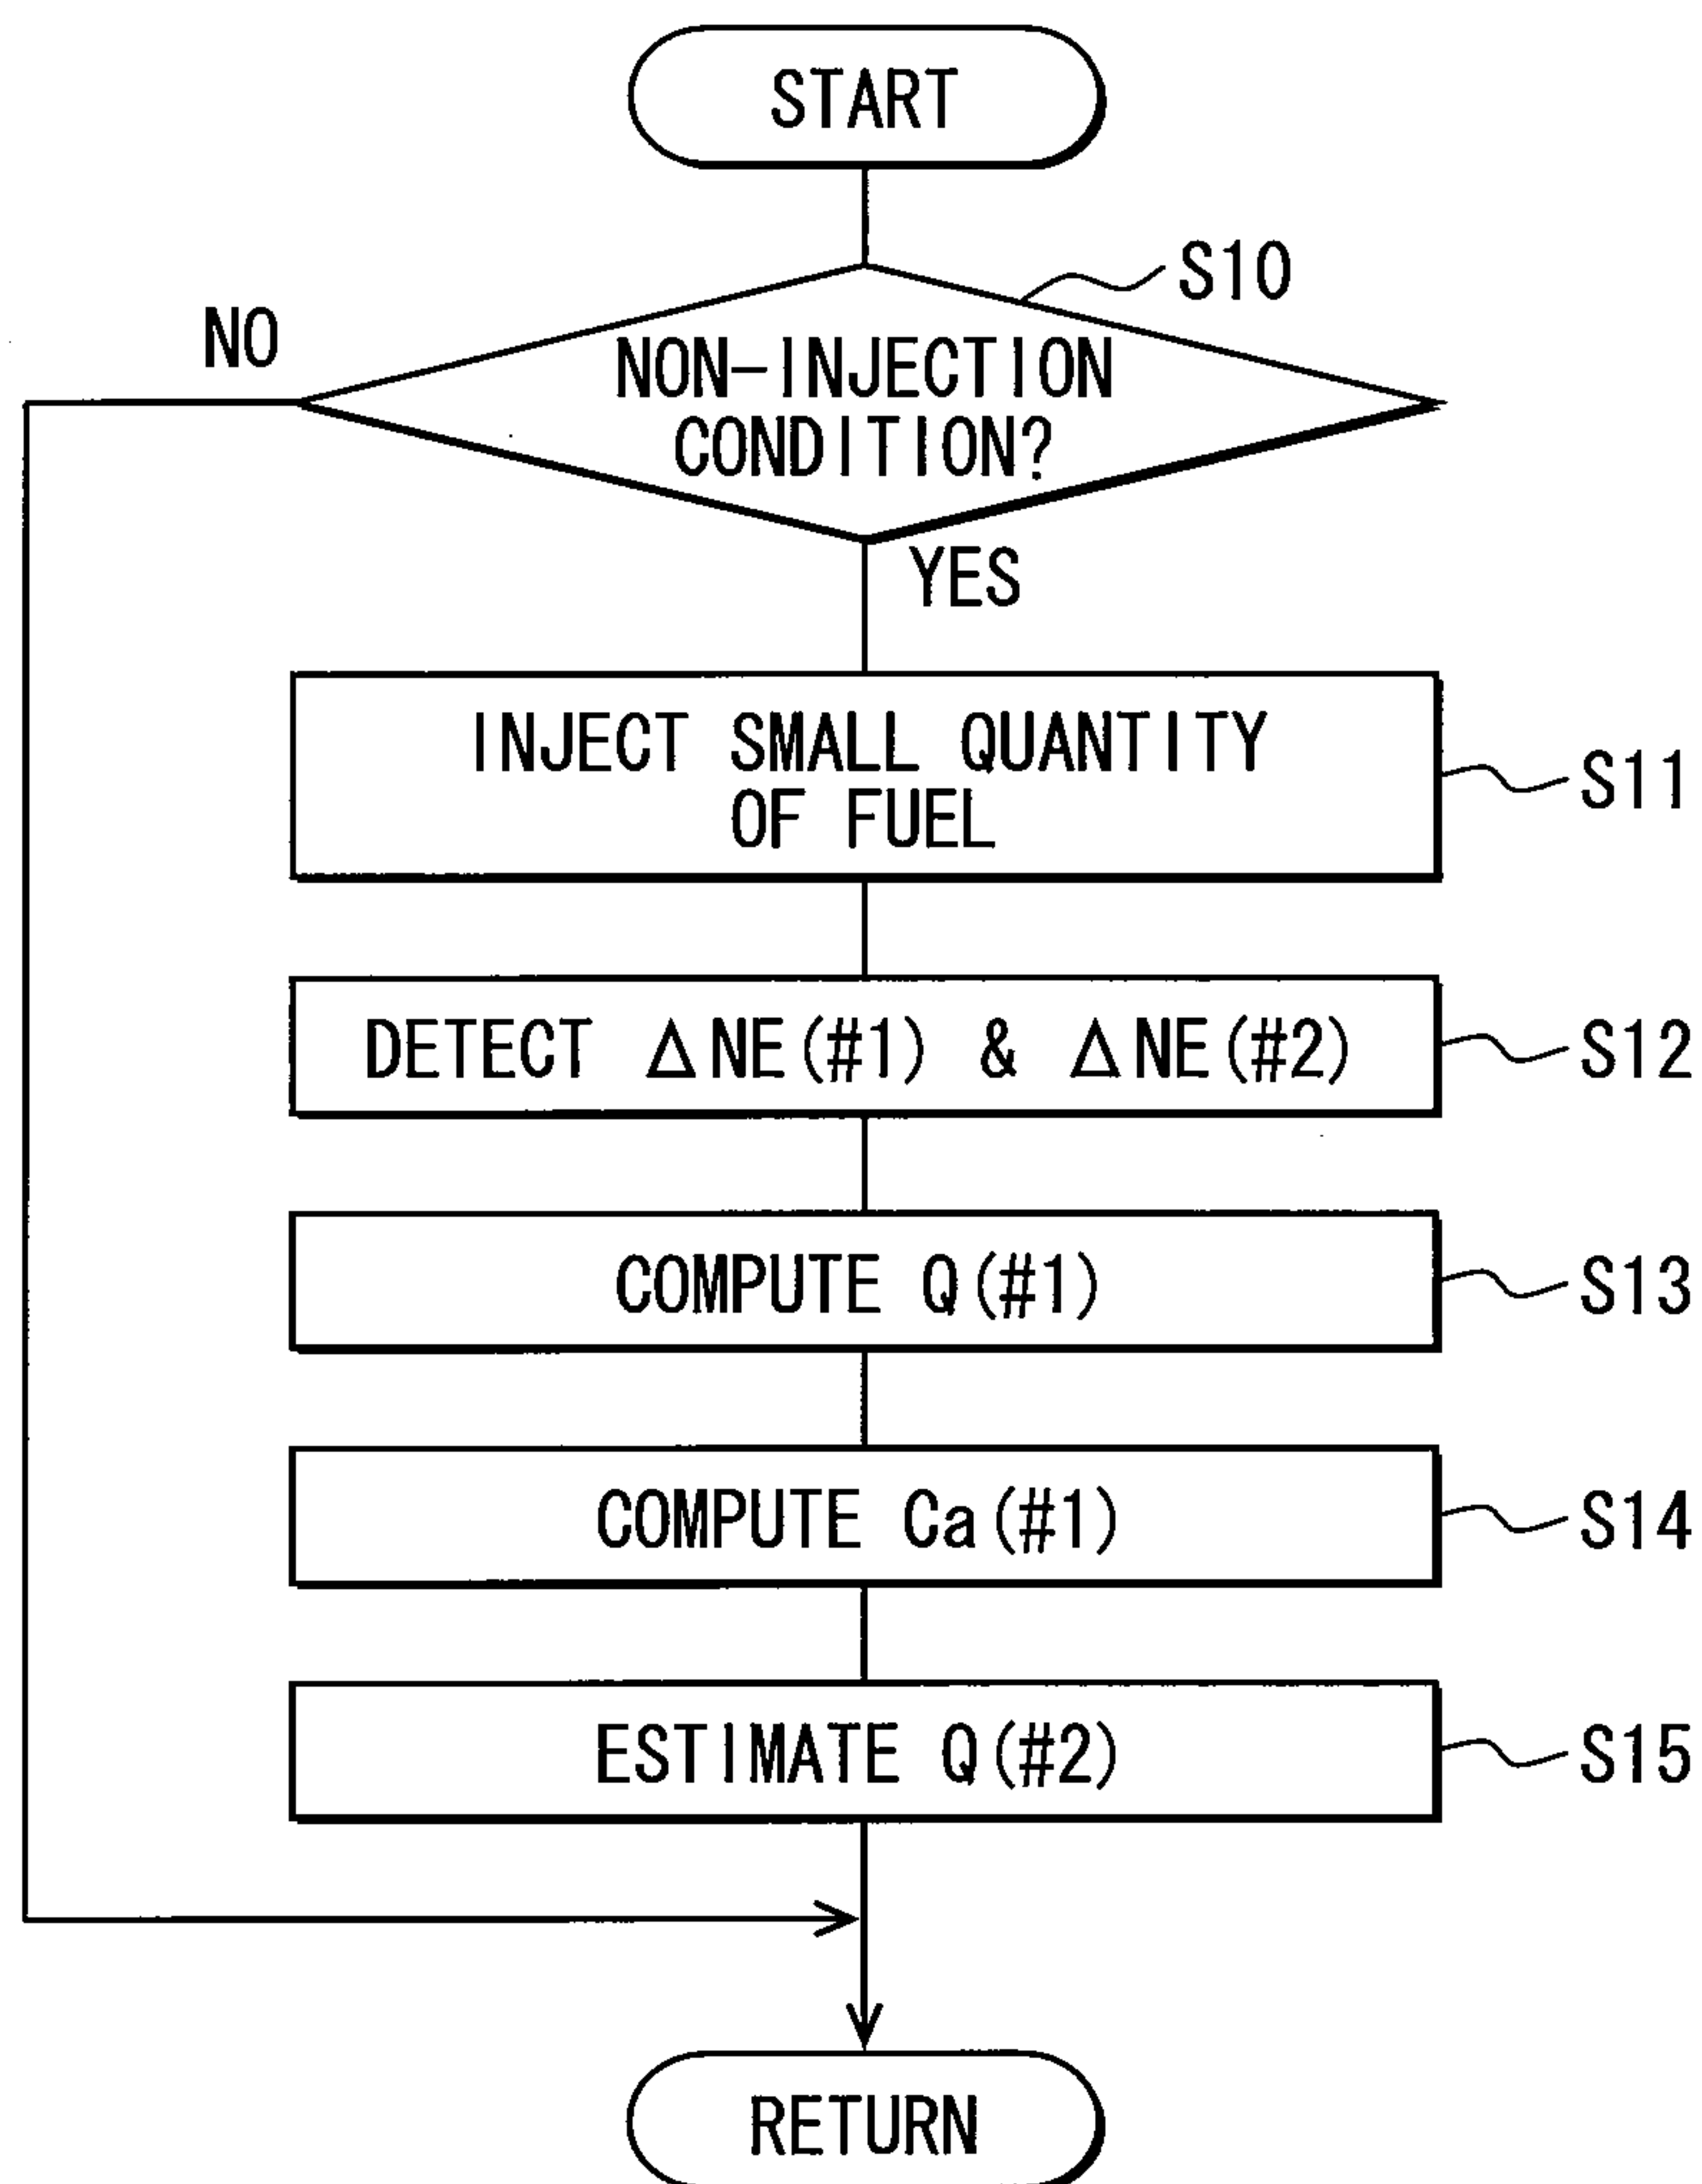 START
S10
NO
NON-INJECTION
CONDITION?
YES
INJECT SMALL QUANTITY
OF FUEL
S11
DETECT ΔNE(#1) & ΔNE(#2)
S12
COMPUTE Q(#1)
S13
COMPUTE Ca(#1)
S14
ESTIMATE Q(#2)
S15
RETURN